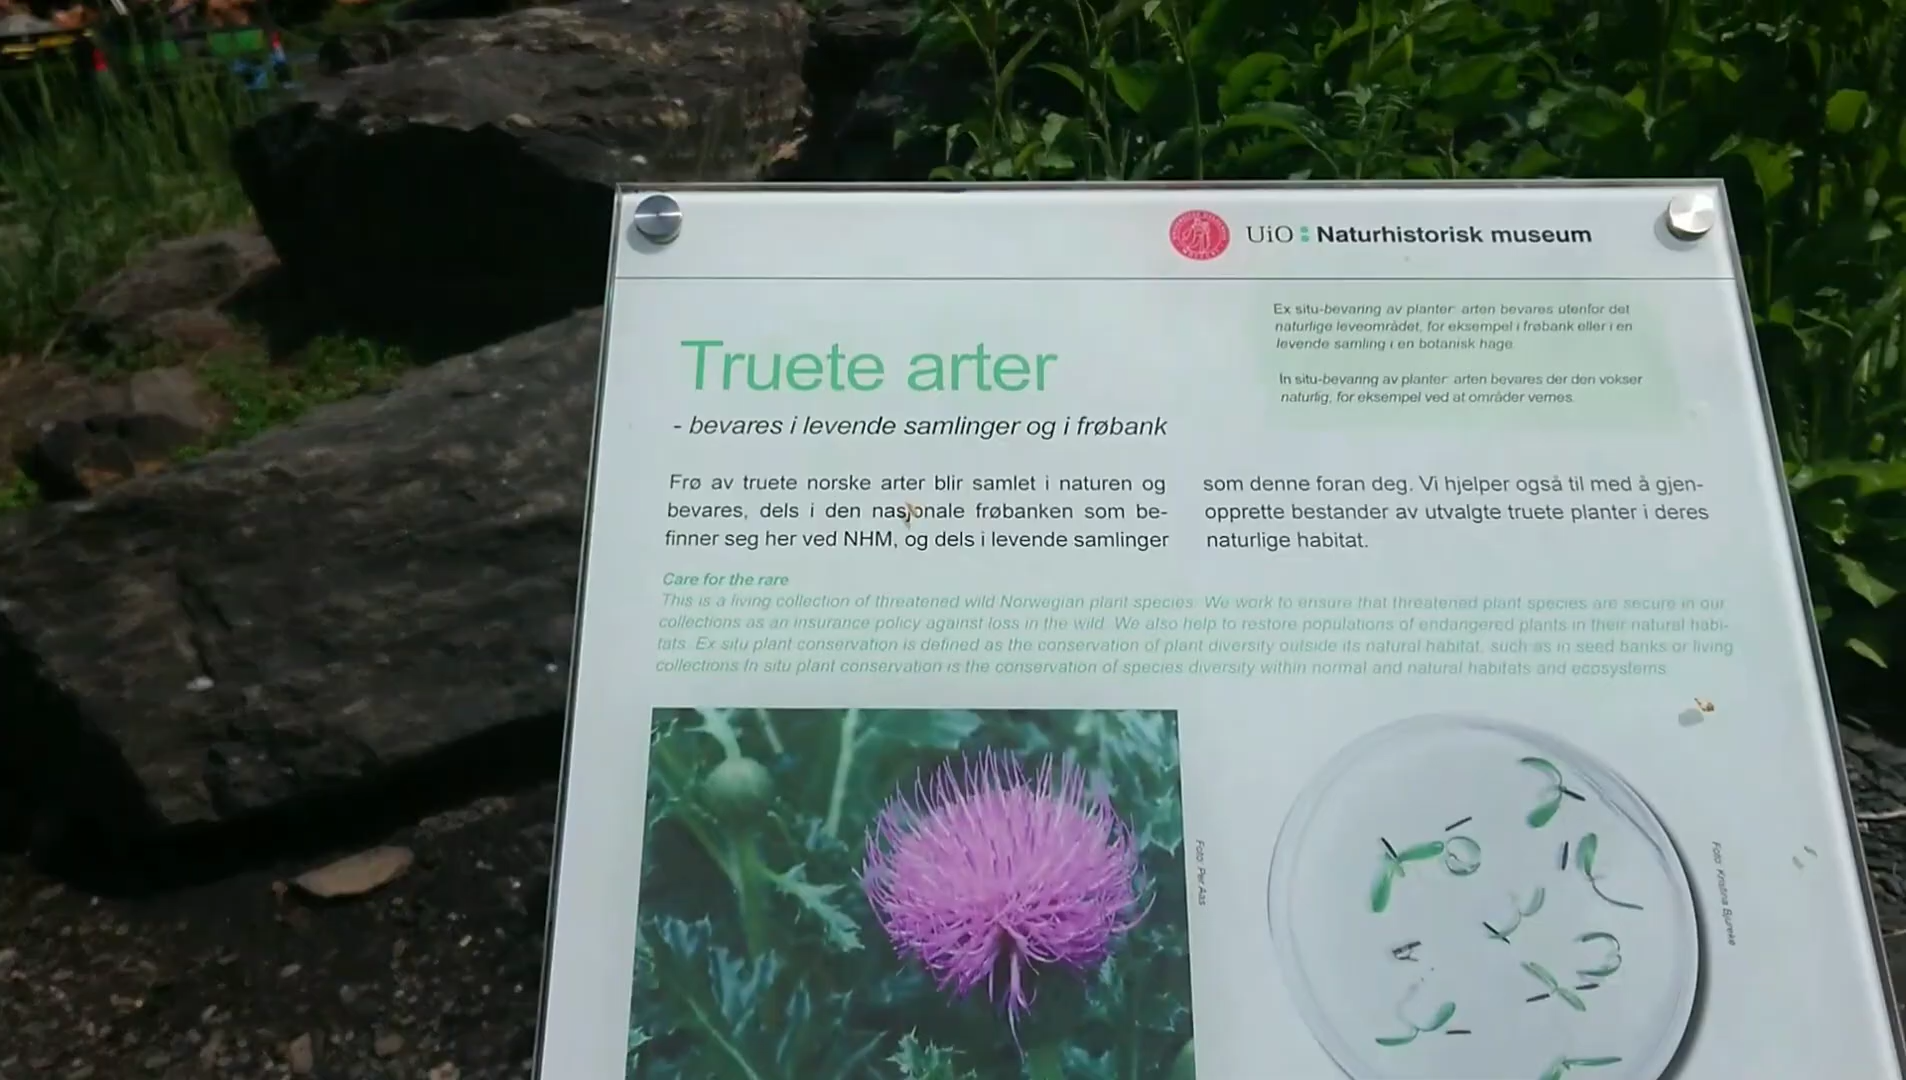 UiO : Naturhistorisk museum
Ex situ-bevaring av planter: arten bevares utenfor det
naturlige leveområdet, for eksempel i frøbank eller i en
levende samling i en botanisk hage.
In situ-bevaring av planter: arten bevares der den vokser
naturlig, for eksempel ved at områder vernes.
Truete arter
- bevares i levende samlinger og i frøbank
Frø av truete norske arter blir samlet i naturen og
bevares, dels i den nasjonale frøbanken som be-
finner seg her ved NHM, og dels i levende samlinger
som denne foran deg. Vi hjelper også til med å gjen-
opprette bestander av utvalgte truete planter i deres
naturlige habitat.
Care for the rare
This is a living collection of threatened wild Norwegian plant species. We work to ensure that threatened plant species are secure in our
collections as an insurance policy against loss in the wild. We also help to restore populations of endangered plants in their natural habi-
tats. Ex situ plant conservation is defined as the conservation of plant diversity outside its natural habitat, such as in seed banks or living
collections In situ plant conservation is the conservation of species diversity within normal and natural habitats and ecosystems.
Foto: Per Aas
Foto: Kristina Bjureke